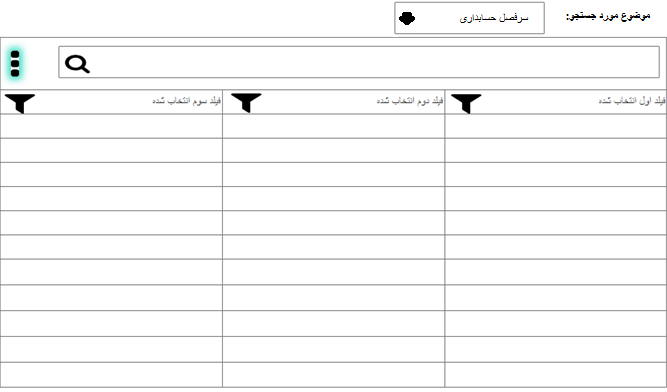 موضوع مورد جستجو:
سرفصل حسابداری
فیلد اول انتخاب شده
فیلد دوم انتخاب شده
فیلد سوم انتخاب شده